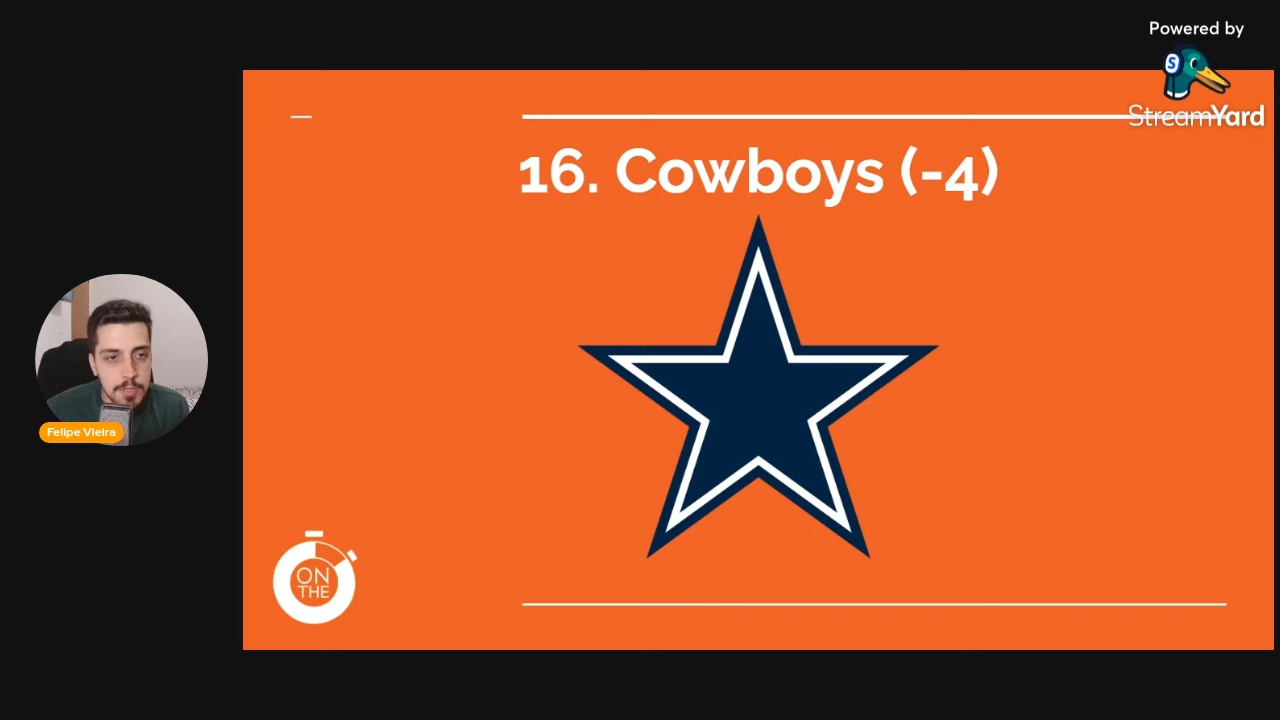 Powered by
S
StreamYard
16. Cowboys (-4)
Felipe Vieira
ON
THE